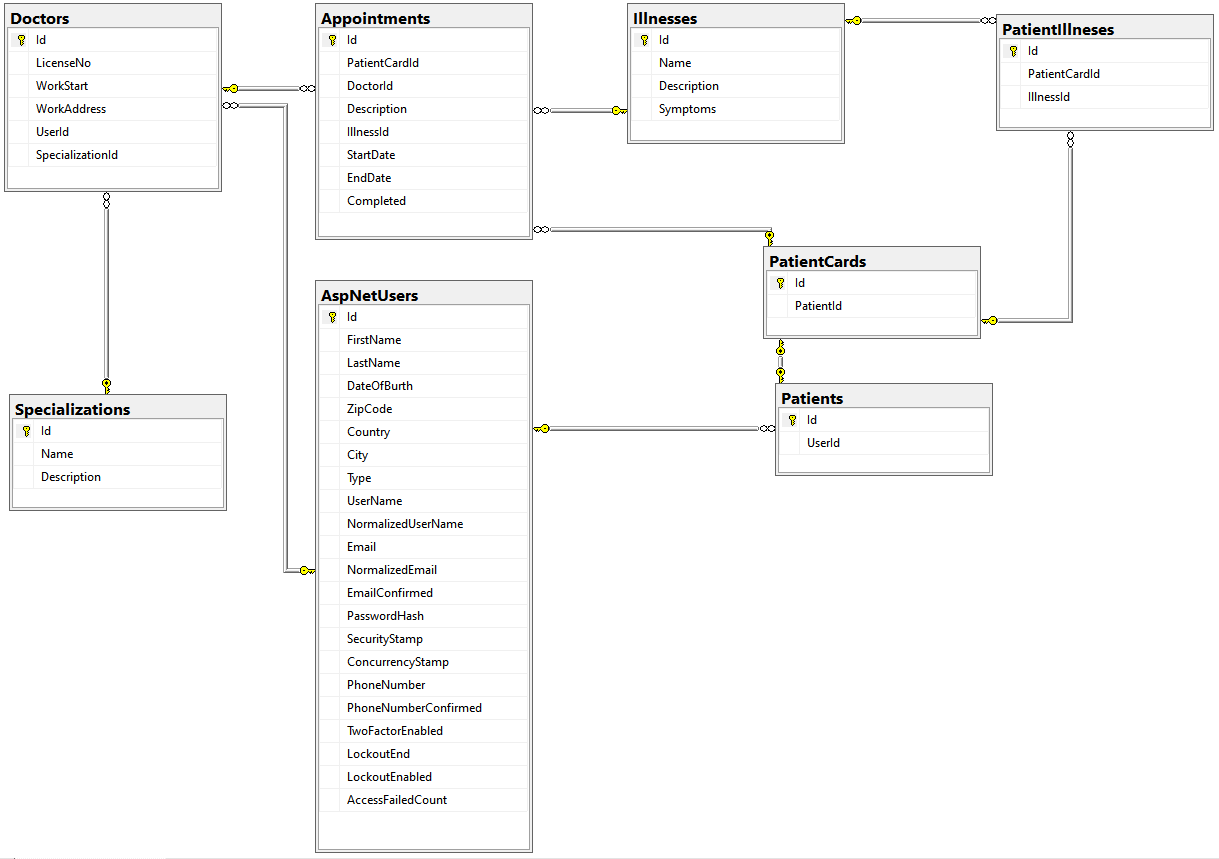 Doctors
Id
LicenseNo
WorkStart
WorkAddress
UserId
SpecializationId
Appointments
Id
PatientCardId
DoctorId
Description
IllnessId
StartDate
EndDate
Completed
Illnesses
Id
Name
Description
Symptoms
PatientIllneses
Id
PatientCardId
IllnessId
PatientCards
Id
PatientId
AspNetUsers
Id
FirstName
LastName
DateOfBurth
ZipCode
Country
City
Type
UserName
NormalizedUserName
Email
NormalizedEmail
EmailConfirmed
PasswordHash
SecurityStamp
ConcurrencyStamp
PhoneNumber
PhoneNumberConfirmed
TwoFactorEnabled
LockoutEnd
LockoutEnabled
AccessFailedCount
Patients
Id
UserId
Specializations
Id
Name
Description